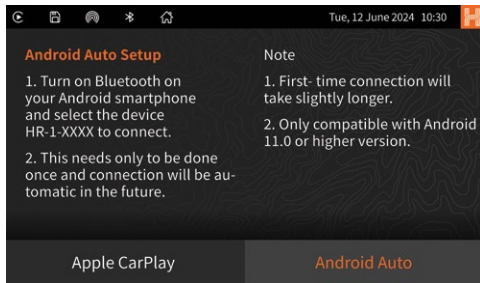 Tue, 12 June 2024 10:30
Android Auto Setup
1. Turn on Bluetooth on
your Android smartphone
and select the device
HR-1-XXXX to connect.
2. This needs only to be done
once and connection will be au-
tomatic in the future.
Note
1. First- time connection will
take slightly longer.
2. Only compatible with Android
11.0 or higher version.
Apple CarPlay
Android Auto